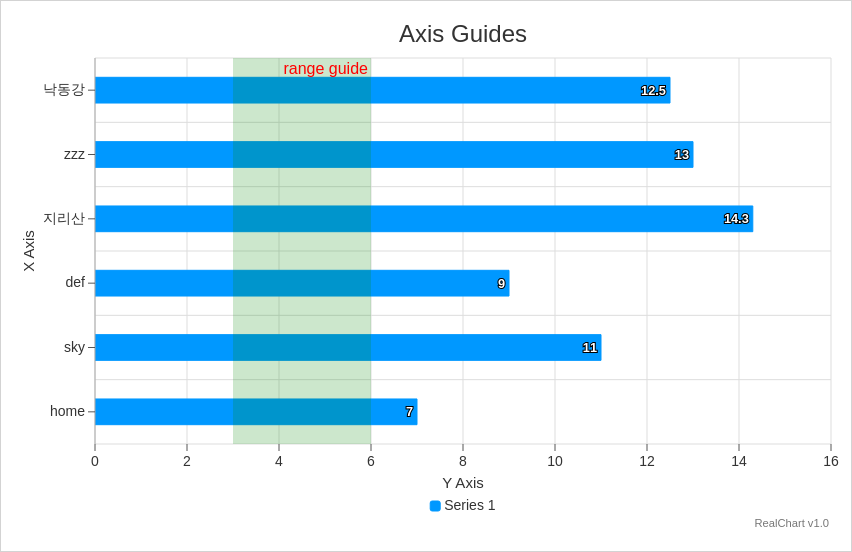 Axis Guides
range guide
낙동강
12.5
zzz
13
지리산
14.3
X Axis
def
9
sky
11
home
7
0 2 4 6 8 10 12 14 16
Y Axis
Series 1
RealChart v1.0